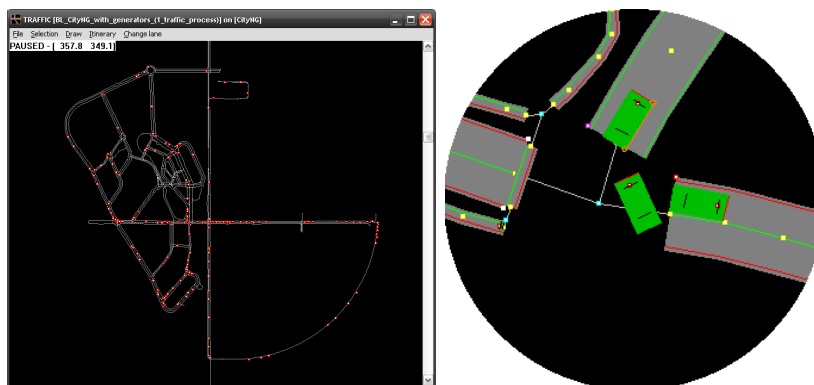 TRAFFIC [BL_CityNG_with_generators_(1_traffic_process)] on [CityNG]
File Selection Draw Itinerary Change lane
PAUSED - [ 357.8 349.1]